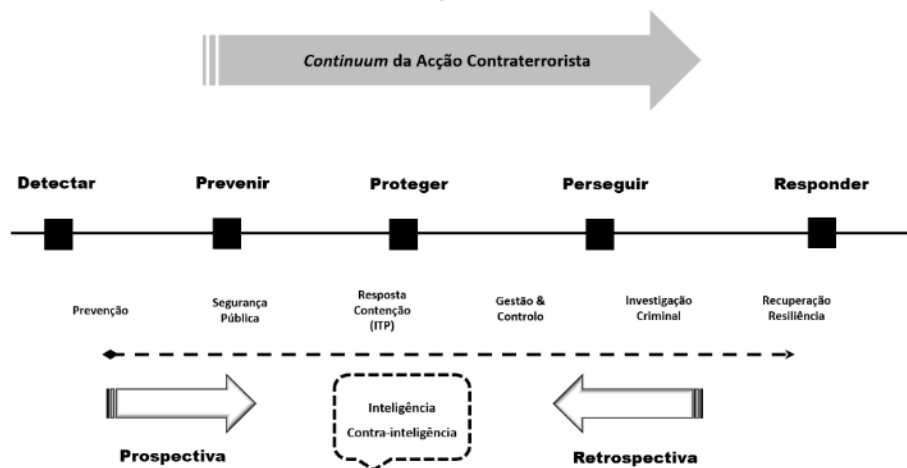 Continuum da Acção Contraterrorista
Detectar Prevenir Proteger Perseguir Responder
Prevenção
Segurança
Pública
Resposta
Contenção
(ITP)
Gestão &
Controlo
Investigação
Criminal
Recuperação
Resiliência
Inteligência
Contra-inteligência
Prospectiva
Retrospectiva